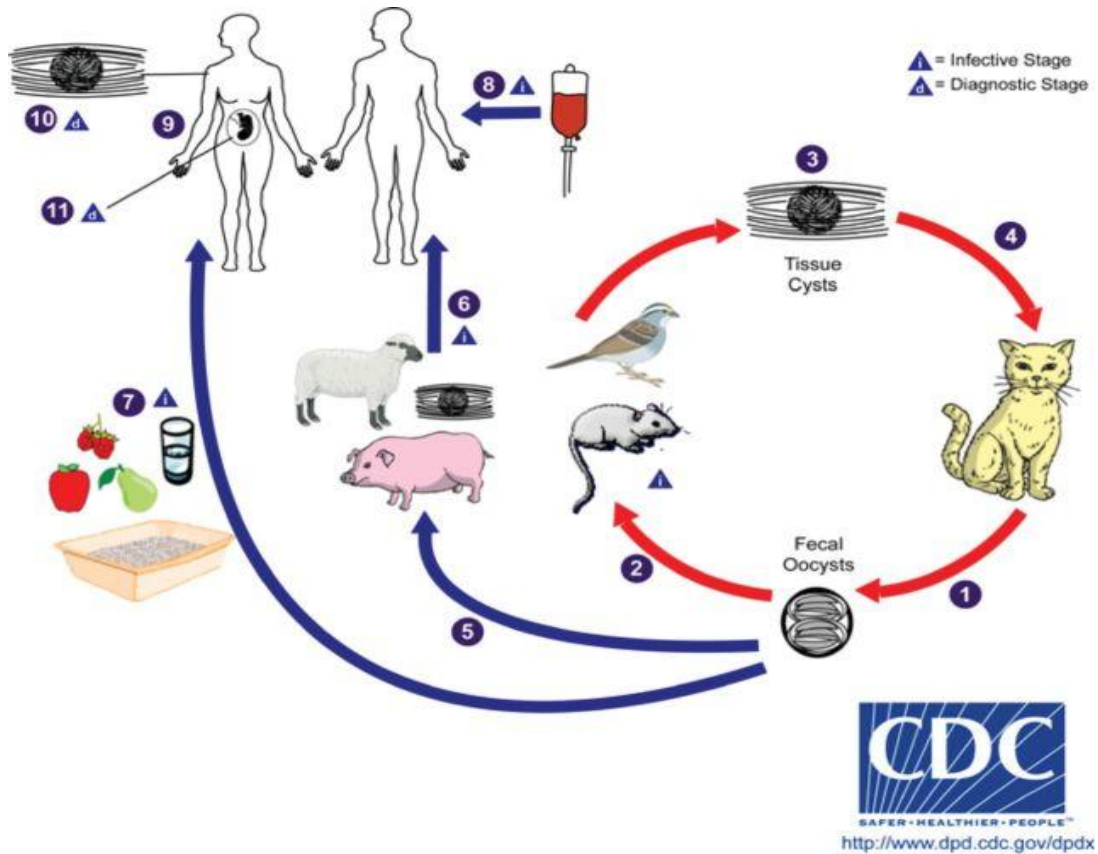 i = Infective Stage
d = Diagnostic Stage
10 d
9
8 i
11 d
3
Tissue
Cysts
4
6
i
7 i
i
Fecal
Oocysts
2
1
5
CDC
SAFER • HEALTHIER • PEOPLE™
http://www.dpd.cdc.gov/dpdx